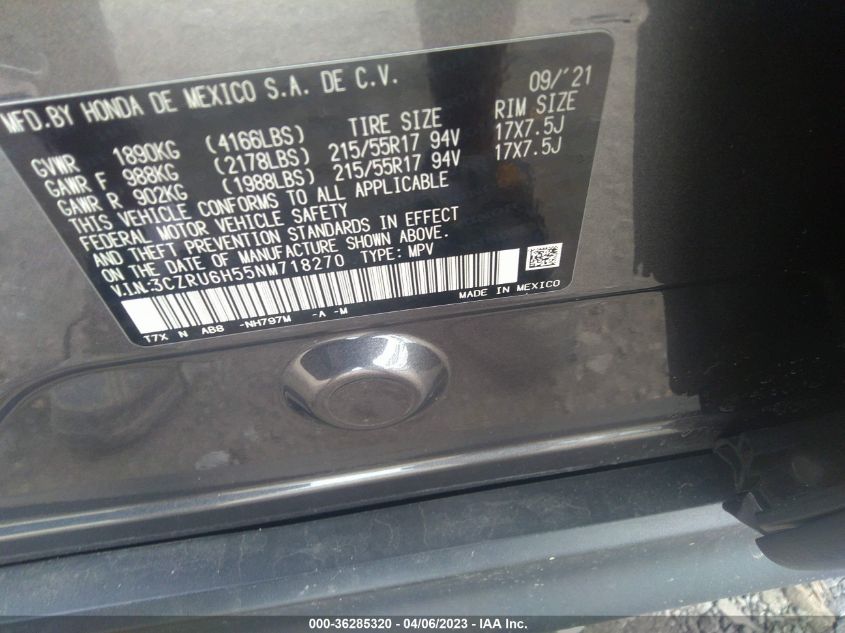 MFD.BY HONDA DE MEXICO S.A. DE C.V. 09/'21
GVWR 1890KG (4166LBS) TIRE SIZE RIM SIZE
GAWR F 988KG (2178LBS) 215/55R17 94V 17X7.5J
GAWR R 902KG (1988LBS) 215/55R17 94V 17X7.5J
THIS VEHICLE CONFORMS TO ALL APPLICABLE
FEDERAL MOTOR VEHICLE SAFETY
AND THEFT PREVENTION STANDARDS IN EFFECT
ON THE DATE OF MANUFACTURE SHOWN ABOVE.
V.I.N.:3CZRU6H55NM718270 TYPE: MPV
T7X N AB8 -NH797M -A -M MADE IN MEXICO
000-36285320 - 04/06/2023 - IAA Inc.